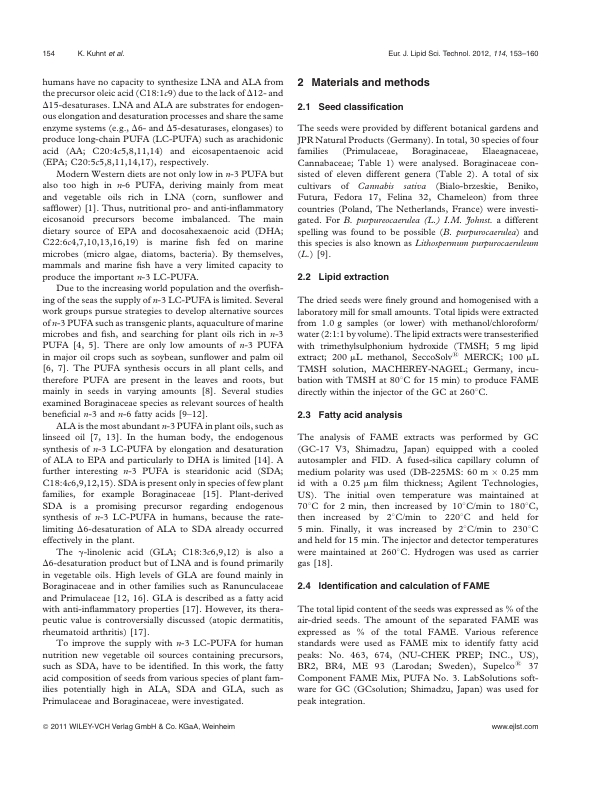 154 K. Kuhnt et al. Eur. J. Lipid Sci. Technol. 2012, 114, 153–160
humans have no capacity to synthesize LNA and ALA from
the precursor oleic acid (C18:1c9) due to the lack of Δ12- and
Δ15-desaturases. LNA and ALA are substrates for endogen-
ous elongation and desaturation processes and share the same
enzyme systems (e.g., Δ6- and Δ5-desaturases, elongases) to
produce long-chain PUFA (LC-PUFA) such as arachidonic
acid (AA; C20:4c5,8,11,14) and eicosapentaenoic acid
(EPA; C20:5c5,8,11,14,17), respectively.
Modern Western diets are not only low in n-3 PUFA but
also too high in n-6 PUFA, deriving mainly from meat
and vegetable oils rich in LNA (corn, sunflower and
safflower) [1]. Thus, nutritional pro- and anti-inflammatory
eicosanoid precursors become imbalanced. The main
dietary source of EPA and docosahexaenoic acid (DHA;
C22:6c4,7,10,13,16,19) is marine fish fed on marine
microbes (micro algae, diatoms, bacteria). By themselves,
mammals and marine fish have a very limited capacity to
produce the important n-3 LC-PUFA.
Due to the increasing world population and the overfish-
ing of the seas the supply of n-3 LC-PUFA is limited. Several
work groups pursue strategies to develop alternative sources
of n-3 PUFA such as transgenic plants, aquaculture of marine
microbes and fish, and searching for plant oils rich in n-3
PUFA [4, 5]. There are only low amounts of n-3 PUFA
in major oil crops such as soybean, sunflower and palm oil
[6, 7]. The PUFA synthesis occurs in all plant cells, and
therefore PUFA are present in the leaves and roots, but
mainly in seeds in varying amounts [8]. Several studies
examined Boraginaceae species as relevant sources of health
beneficial n-3 and n-6 fatty acids [9–12].
ALA is the most abundant n-3 PUFA in plant oils, such as
linseed oil [7, 13]. In the human body, the endogenous
synthesis of n-3 LC-PUFA by elongation and desaturation
of ALA to EPA and particularly to DHA is limited [14]. A
further interesting n-3 PUFA is stearidonic acid (SDA;
C18:4c6,9,12,15). SDA is present only in species of few plant
families, for example Boraginaceae [15]. Plant-derived
SDA is a promising precursor regarding endogenous
synthesis of n-3 LC-PUFA in humans, because the rate-
limiting Δ6-desaturation of ALA to SDA already occurred
effectively in the plant.
The γ-linolenic acid (GLA; C18:3c6,9,12) is also a
Δ6-desaturation product but of LNA and is found primarily
in vegetable oils. High levels of GLA are found mainly in
Boraginaceae and in other families such as Ranunculaceae
and Primulaceae [12, 16]. GLA is described as a fatty acid
with anti-inflammatory properties [17]. However, its thera-
peutic value is controversially discussed (atopic dermatitis,
rheumatoid arthritis) [17].
To improve the supply with n-3 LC-PUFA for human
nutrition new vegetable oil sources containing precursors,
such as SDA, have to be identified. In this work, the fatty
acid composition of seeds from various species of plant fam-
ilies potentially high in ALA, SDA and GLA, such as
Primulaceae and Boraginaceae, were investigated.
2 Materials and methods
2.1 Seed classification
The seeds were provided by different botanical gardens and
JPR Natural Products (Germany). In total, 30 species of four
families (Primulaceae, Boraginaceae, Elaeagnaceae,
Cannabaceae; Table 1) were analysed. Boraginaceae con-
sisted of eleven different genera (Table 2). A total of six
cultivars of Cannabis sativa (Bialo-brzeskie, Beniko,
Futura, Fedora 17, Felina 32, Chameleon) from three
countries (Poland, The Netherlands, France) were investi-
gated. For B. purpurocaerulea (L.) I.M. Johnst. a different
spelling was found to be possible (B. purpurocaerulea) and
this species is also known as Lithospermum purpurocaeruleum
(L.) [9].
2.2 Lipid extraction
The dried seeds were finely ground and homogenised with a
laboratory mill for small amounts. Total lipids were extracted
from 1.0 g samples (or lower) with methanol/chloroform/
water (2:1:1 by volume). The lipid extracts were transesterified
with trimethylsulphonium hydroxide (TMSH; 5 mg lipid
extract; 200 μL methanol, SeccoSolv® MERCK; 100 μL
TMSH solution, MACHEREY-NAGEL; Germany, incu-
bation with TMSH at 80°C for 15 min) to produce FAME
directly within the injector of the GC at 260°C.
2.3 Fatty acid analysis
The analysis of FAME extracts was performed by GC
(GC-17 V3, Shimadzu, Japan) equipped with a cooled
autosampler and FID. A fused-silica capillary column of
medium polarity was used (DB-225MS: 60 m × 0.25 mm
id with a 0.25 μm film thickness; Agilent Technologies,
US). The initial oven temperature was maintained at
70°C for 2 min, then increased by 10°C/min to 180°C,
then increased by 2°C/min to 220°C and held for
5 min. Finally, it was increased by 2°C/min to 230°C
and held for 15 min. The injector and detector temperatures
were maintained at 260°C. Hydrogen was used as carrier
gas [18].
2.4 Identification and calculation of FAME
The total lipid content of the seeds was expressed as % of the
air-dried seeds. The amount of the separated FAME was
expressed as % of the total FAME. Various reference
standards were used as FAME mix to identify fatty acid
peaks: No. 463, 674, (NU-CHEK PREP; INC., US),
BR2, BR4, ME 93 (Larodan; Sweden), Supelco® 37
Component FAME Mix, PUFA No. 3. LabSolutions soft-
ware for GC (GCsolution; Shimadzu, Japan) was used for
peak integration.
© 2011 WILEY-VCH Verlag GmbH & Co. KGaA, Weinheim www.ejlst.com